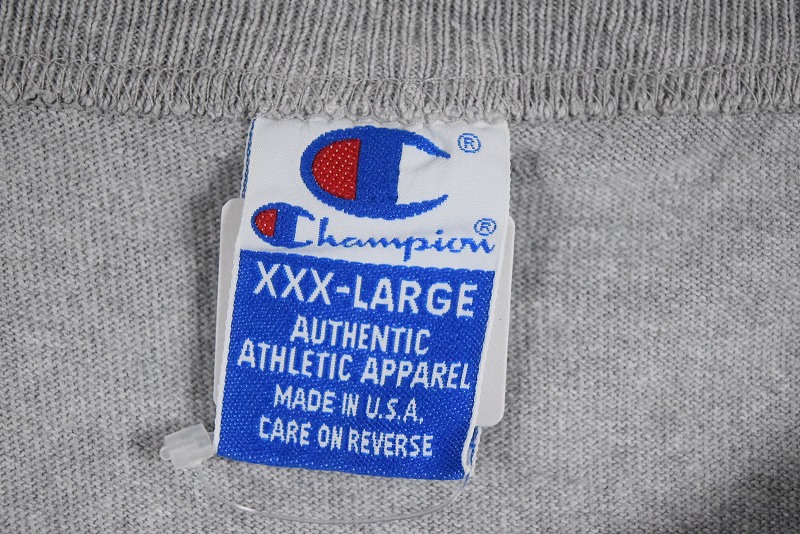 ®
Champion®
XXX-LARGE
AUTHENTIC
ATHLETIC APPAREL
MADE IN U.S.A.
CARE ON REVERSE